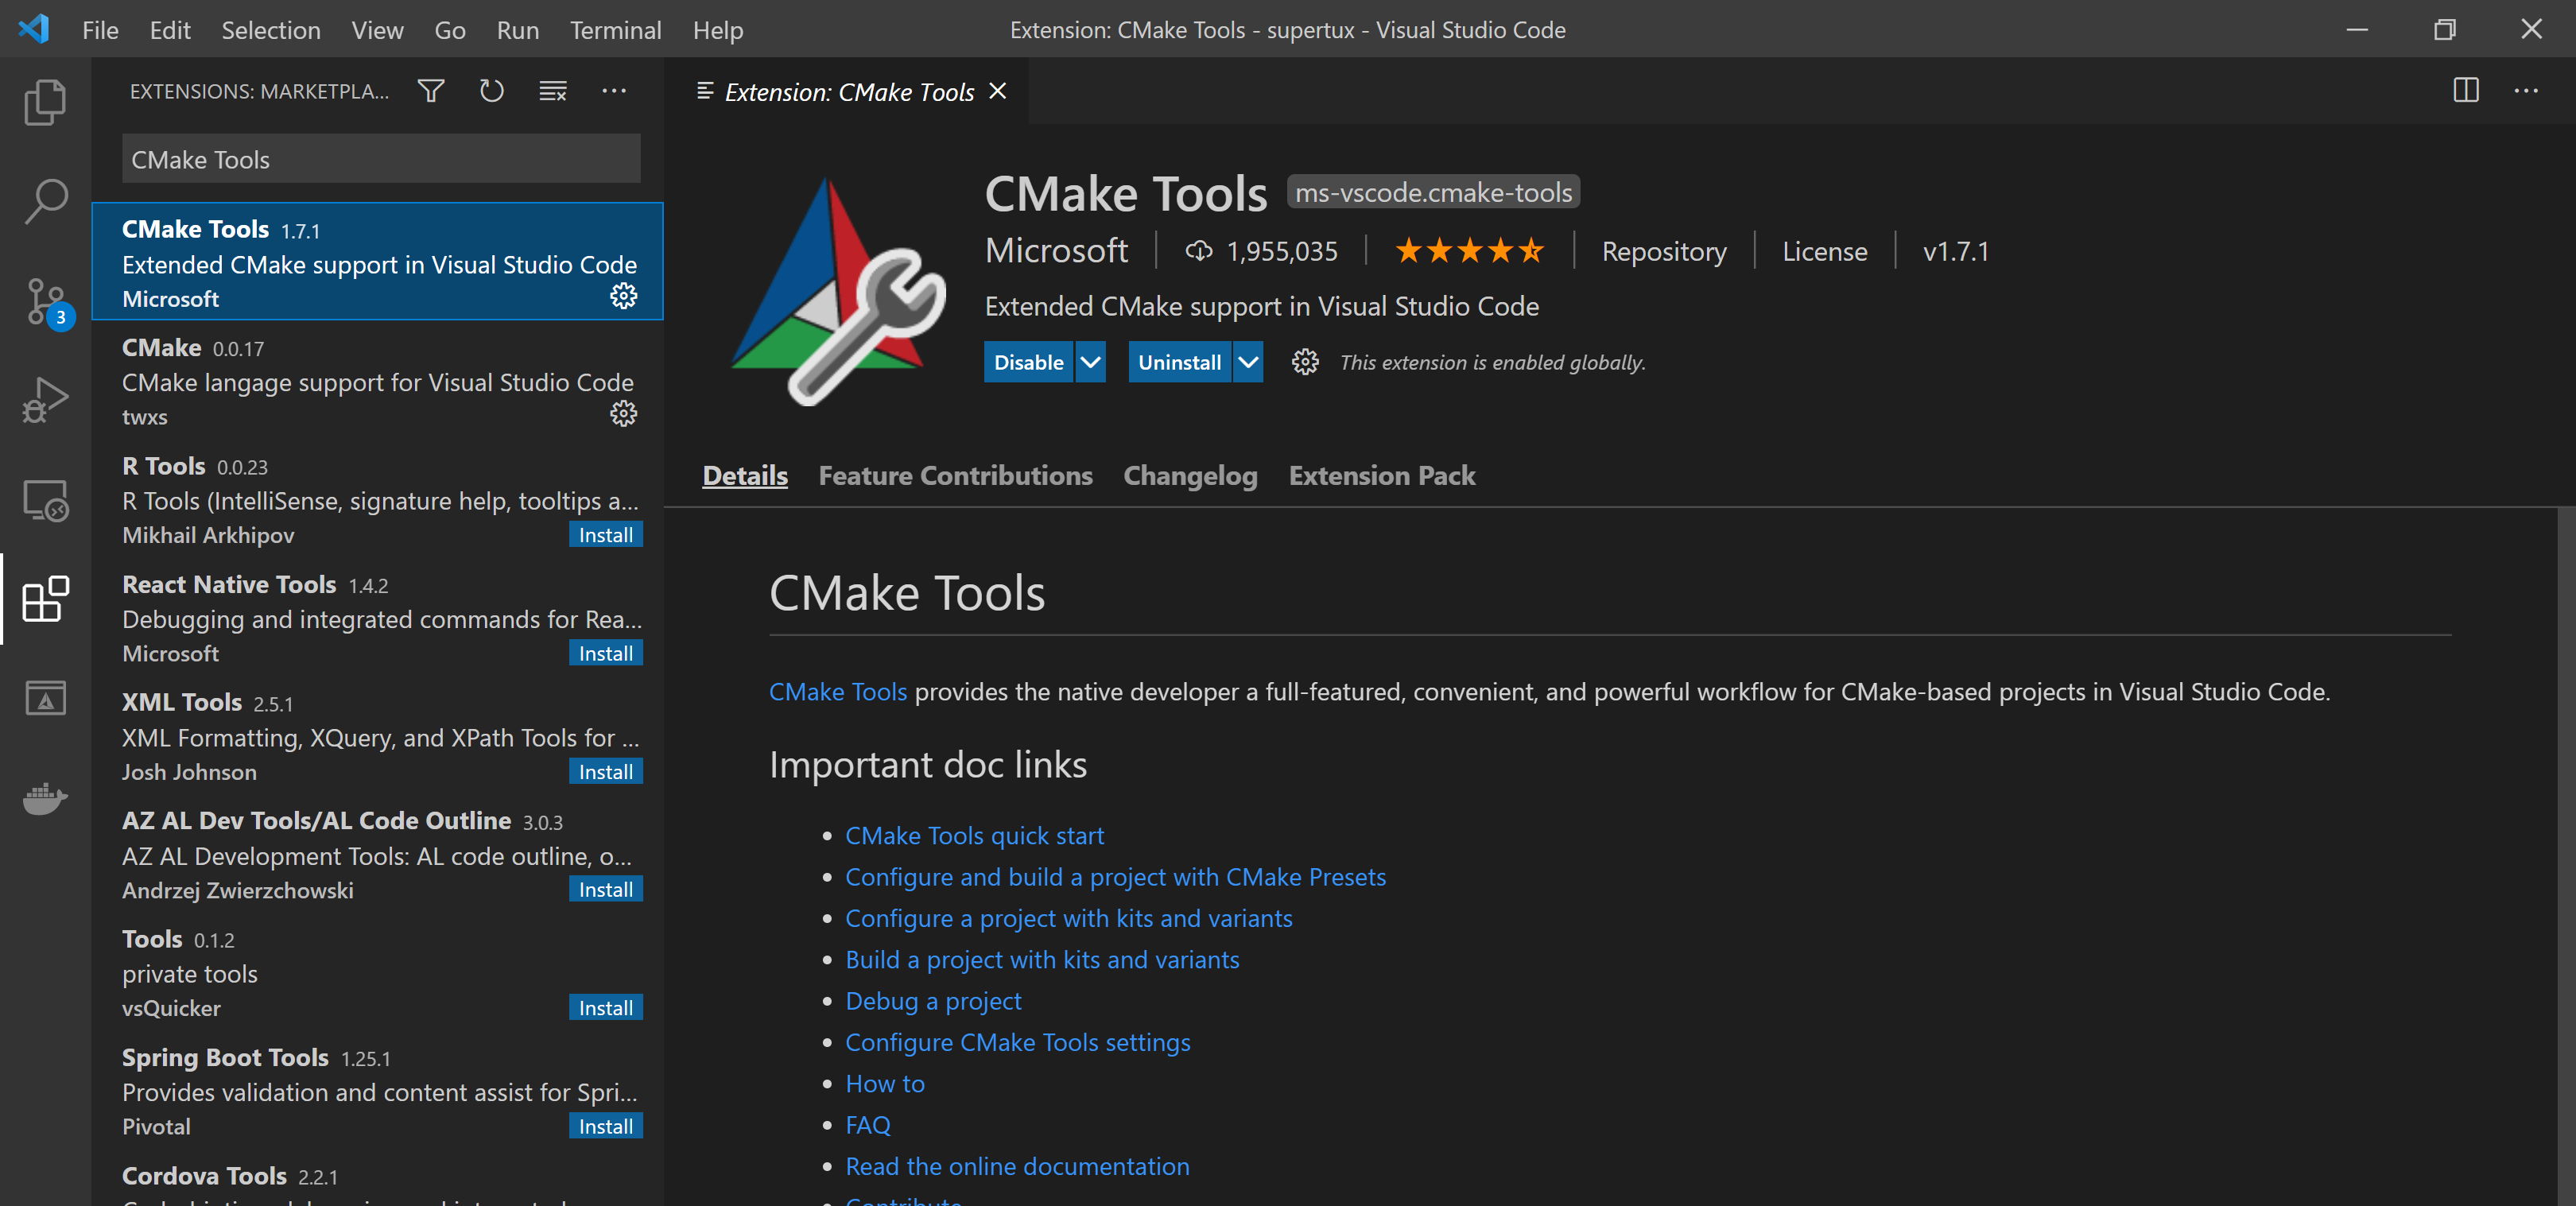 File Edit Selection View Go Run Terminal Help
Extension: CMake Tools - supertux - Visual Studio Code
EXTENSIONS: MARKETPLA...
CMake Tools
CMake Tools 1.7.1
Extended CMake support in Visual Studio Code
Microsoft
CMake 0.0.17
CMake langage support for Visual Studio Code
twxs
R Tools 0.0.23
R Tools (IntelliSense, signature help, tooltips a...
Mikhail Arkhipov Install
React Native Tools 1.4.2
Debugging and integrated commands for Rea...
Microsoft Install
XML Tools 2.5.1
XML Formatting, XQuery, and XPath Tools for ...
Josh Johnson Install
AZ AL Dev Tools/AL Code Outline 3.0.3
AZ AL Development Tools: AL code outline, o...
Andrzej Zwierzchowski Install
Tools 0.1.2
private tools
vsQuicker Install
Spring Boot Tools 1.25.1
Provides validation and content assist for Spri...
Pivotal Install
Cordova Tools 2.2.1
3
Extension: CMake Tools
CMake Tools ms-vscode.cmake-tools
Microsoft 1,955,035 Repository License v1.7.1
Extended CMake support in Visual Studio Code
Disable Uninstall This extension is enabled globally.
Details Feature Contributions Changelog Extension Pack
CMake Tools
CMake Tools provides the native developer a full-featured, convenient, and powerful workflow for CMake-based projects in Visual Studio Code.
Important doc links
CMake Tools quick start
Configure and build a project with CMake Presets
Configure a project with kits and variants
Build a project with kits and variants
Debug a project
Configure CMake Tools settings
How to
FAQ
Read the online documentation
Contribute